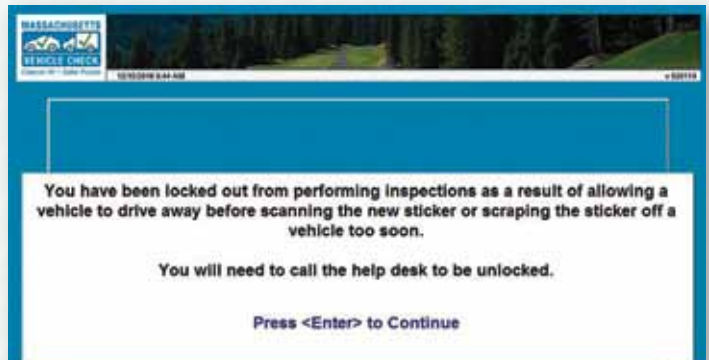 MASSACHUSETTS
VEHICLE CHECK
You have been locked out from performing inspections as a result of allowing a
vehicle to drive away before scanning the new sticker or scraping the sticker off a
vehicle too soon.
You will need to call the help desk to be unlocked.
Press <Enter> to Continue